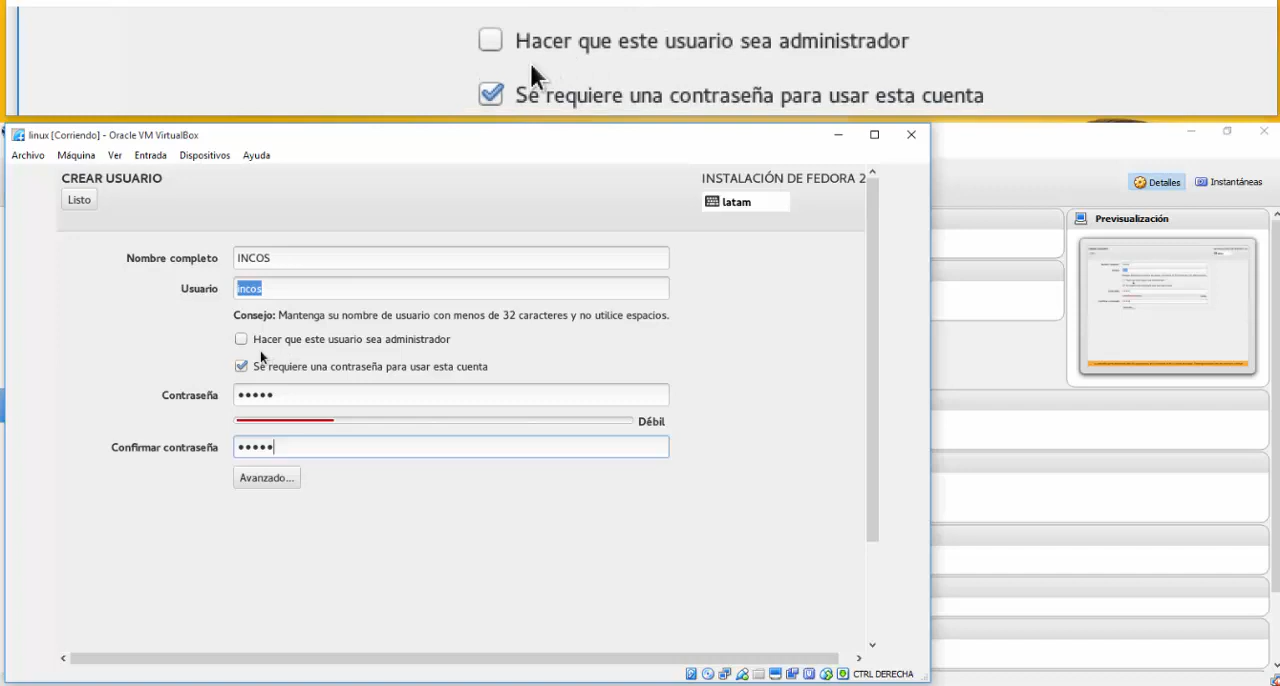 Hacer que este usuario sea administrador
Se requiere una contraseña para usar esta cuenta
linux [Corriendo] - Oracle VM VirtualBox
Archivo Máquina Ver Entrada Dispositivos Ayuda
CREAR USUARIO
INSTALACIÓN DE FEDORA 2
Listo
latam
Detalles
Instantáneas
Previsualización
Nombre completo INCOS
Usuario incos
Consejo: Mantenga su nombre de usuario con menos de 32 caracteres y no utilice espacios.
Hacer que este usuario sea administrador
Se requiere una contraseña para usar esta cuenta
Contraseña •••••
Débil
Confirmar contraseña •••••
Avanzado...
CTRL DERECHA